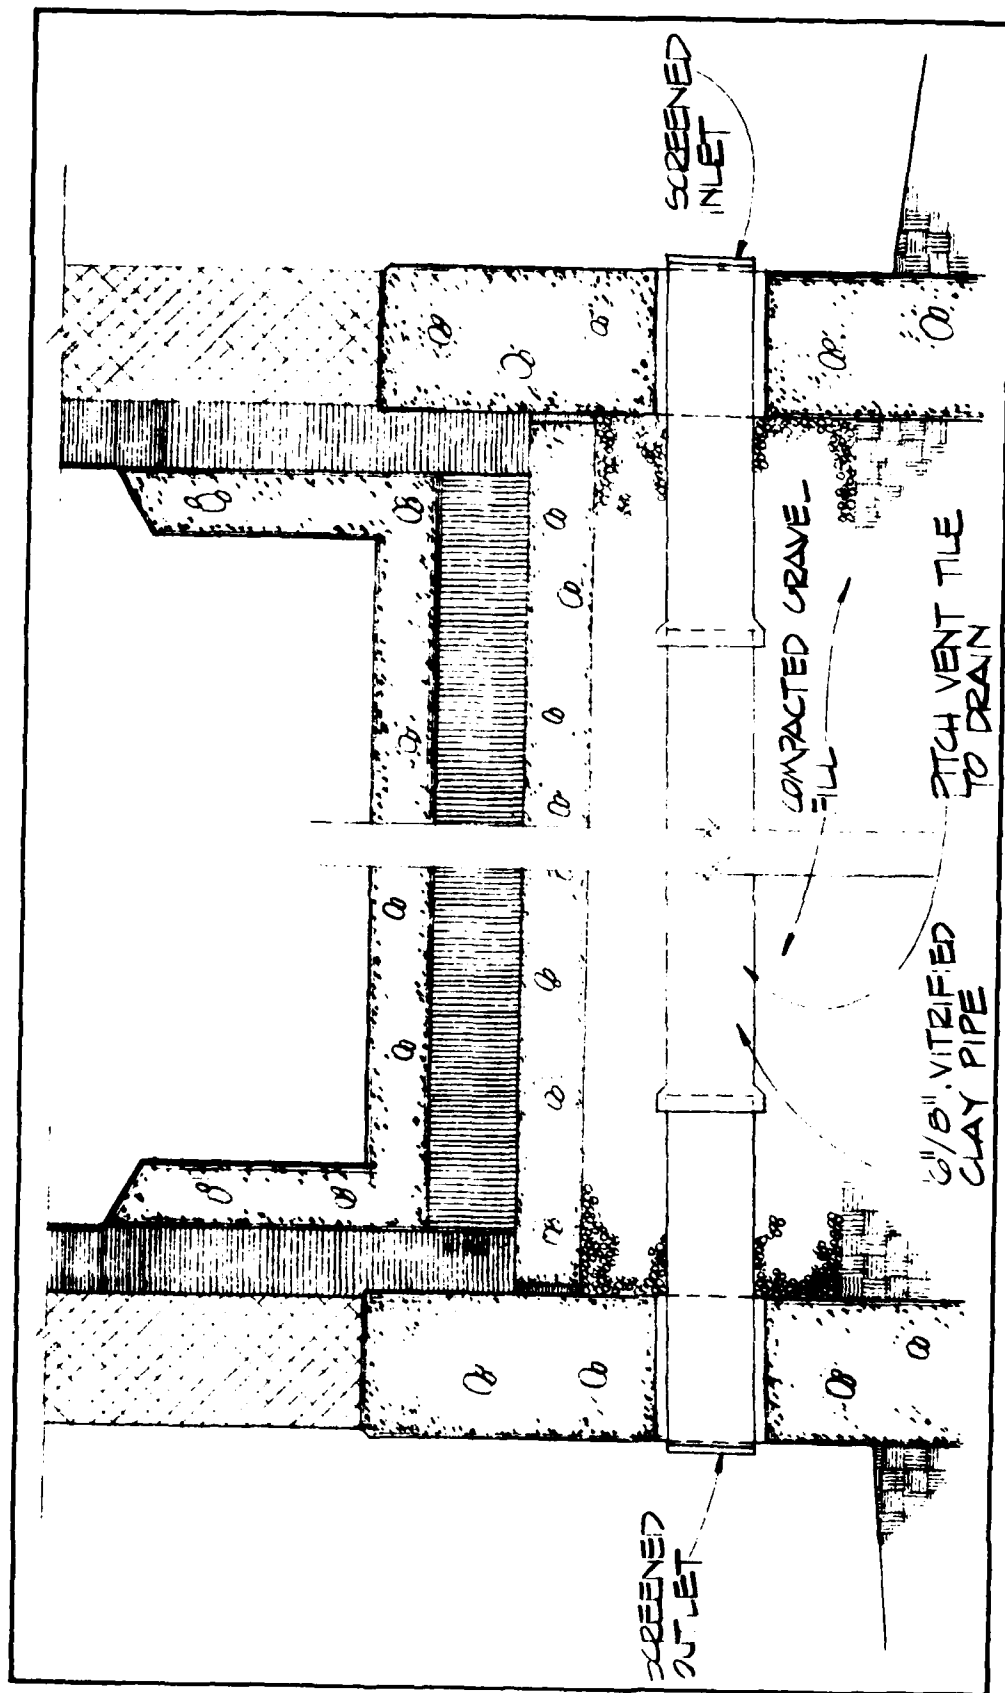 SCREENED
OUTLET
6"/8" VITRIFIED
CLAY PIPE
PITCH VENT TILE
TO DRAIN
COMPACTED GRAVEL
FILL
SCREENED
INLET